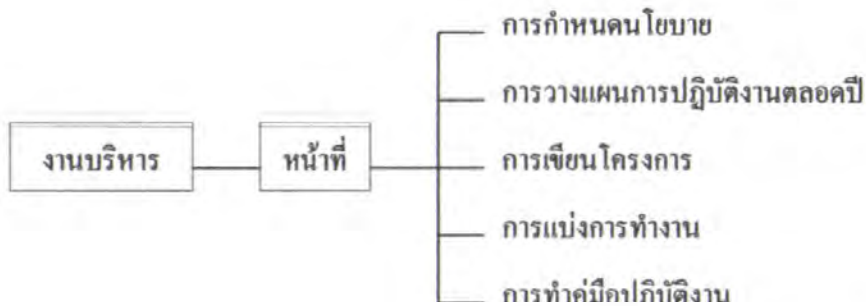 การกำหนดนโยบาย
การวางแผนการปฏิบัติงานตลอดปี
งานบริหาร
หน้าที่
การเขียนโครงการ
การแบ่งการทำงาน
การทำคู่มือปฏิบัติงาน